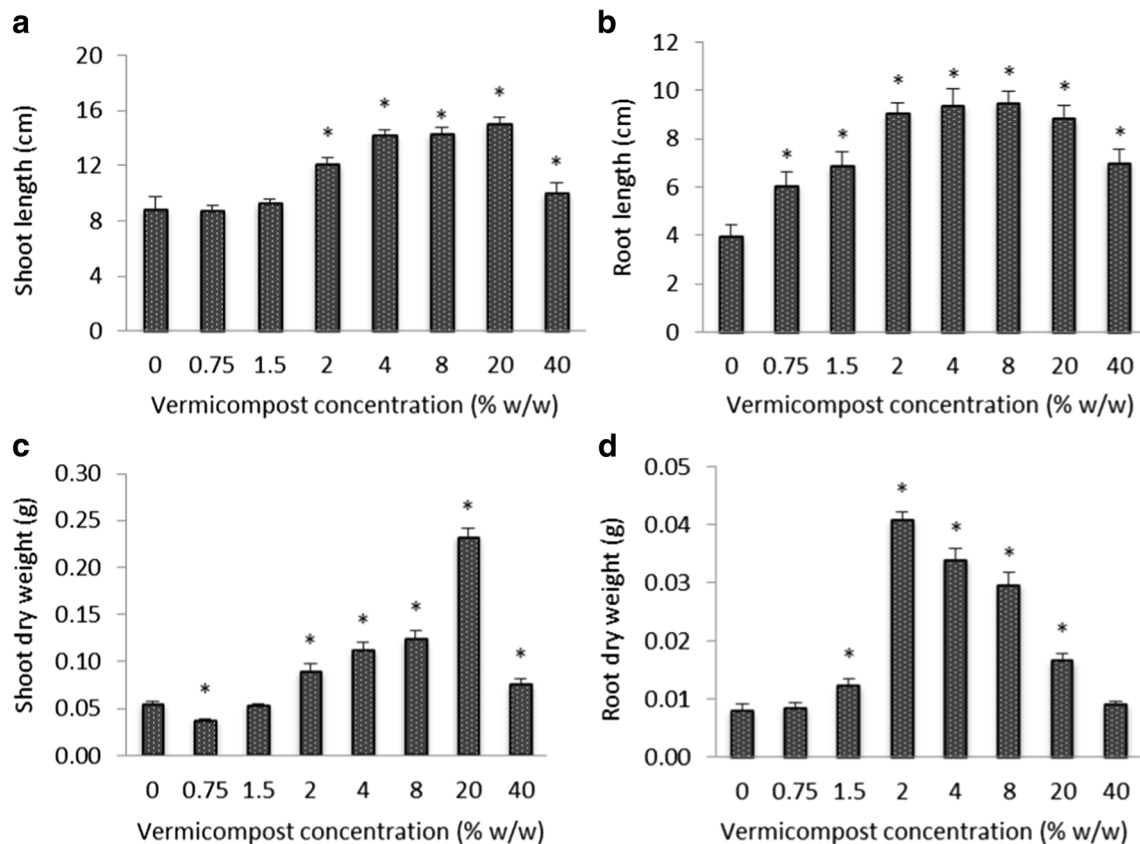 a
Shoot length (cm)
20
16
12
8
4
0
* * * * *
0 0.75 1.5 2 4 8 20 40
Vermicompost concentration (% w/w)
b
Root length (cm)
12
10
8
6
4
2
0
* * * * * * *
0 0.75 1.5 2 4 8 20 40
Vermicompost concentration (% w/w)
c
Shoot dry weight (g)
0.30
0.25
0.20
0.15
0.10
0.05
0.00
* * * * * *
0 0.75 1.5 2 4 8 20 40
Vermicompost concentration (% w/w)
d
Root dry weight (g)
0.05
0.04
0.03
0.02
0.01
0.00
* * * * *
0 0.75 1.5 2 4 8 20 40
Vermicompost concentration (% w/w)